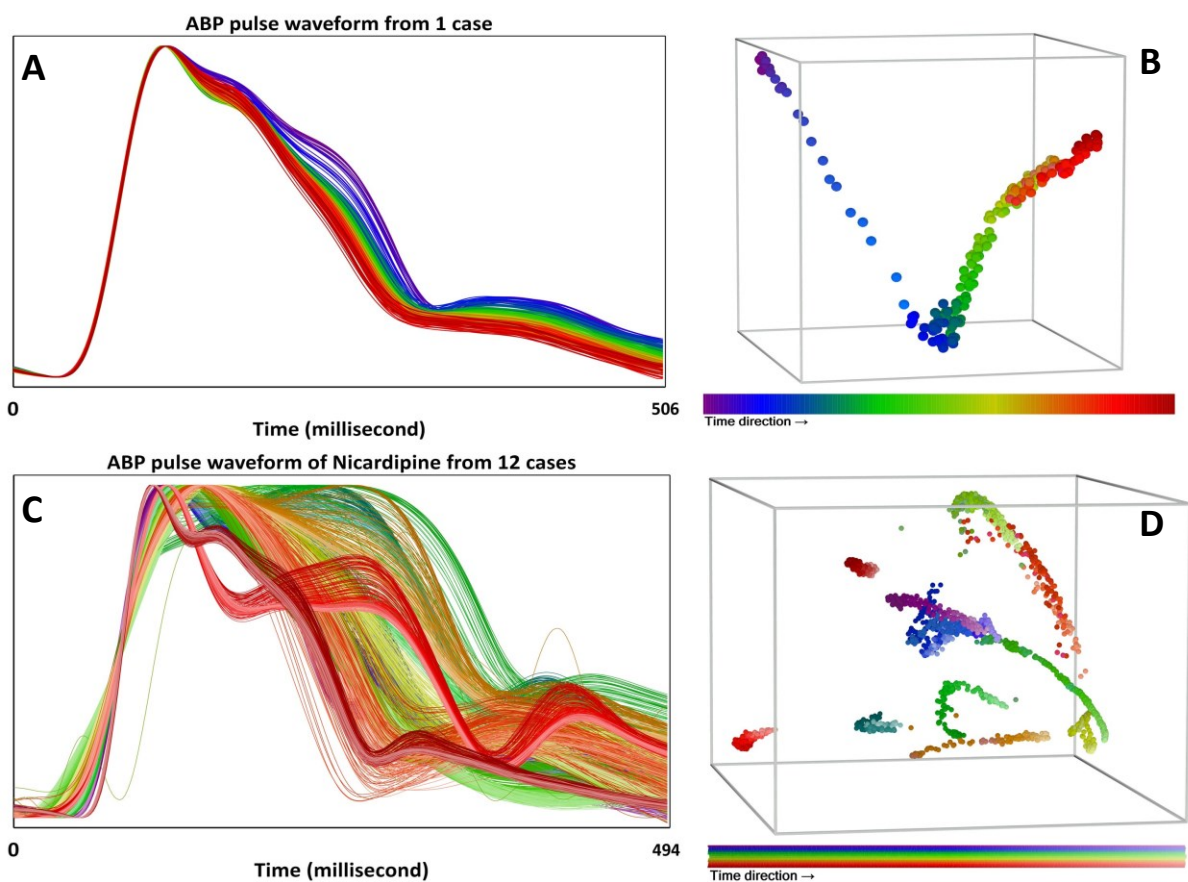 ABP pulse waveform from 1 case
A
B
0
506
Time (millisecond)
Time direction →
ABP pulse waveform of Nicardipine from 12 cases
C
D
0
494
Time (millisecond)
Time direction →